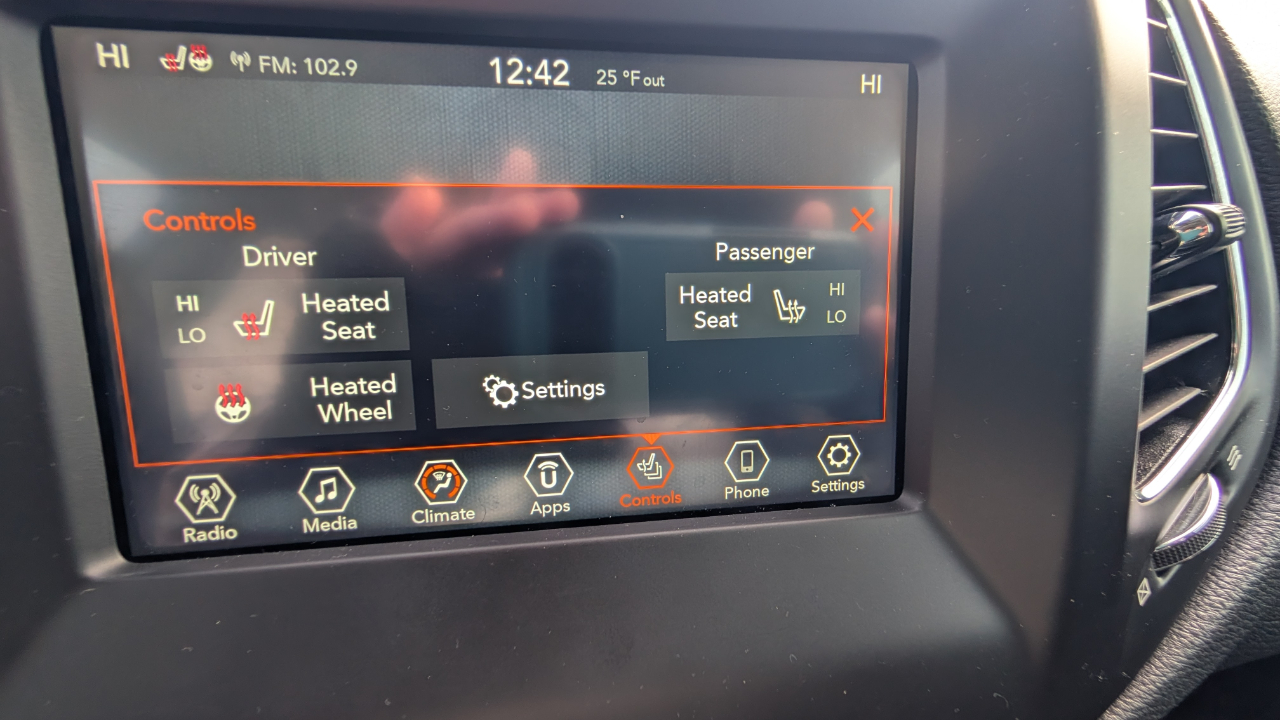 HI FM: 102.9 12:42 25 °F out HI
Controls
Driver
Passenger
HI
LO
Heated
Seat
Heated
Seat
HI
LO
Heated
Wheel
Settings
Radio
Media
Climate
Apps
Controls
Phone
Settings